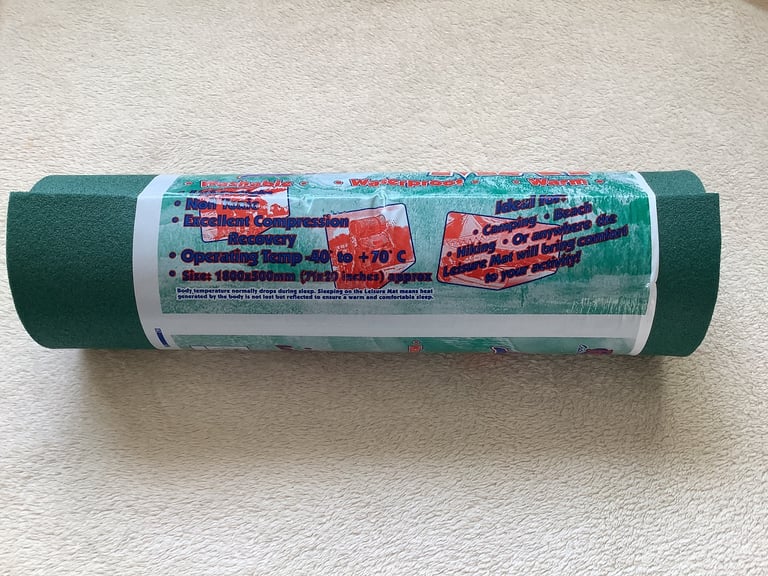 • Waterproof • Warm •
• Non Toxic
• Excellent Compression
Recovery
• Operating Temp -40° to +70°C
• Size: 1800x500mm (71x20 inches) approx
Body temperature normally drops during sleep. Sleeping on the Leisure Mat means heat
generated by the body is not lost but reflected to ensure a warm and comfortable sleep.
Ideal for:
• Camping • Beach
• Hiking • Or anywhere the
Leisure Mat will bring comfort
to your activity!